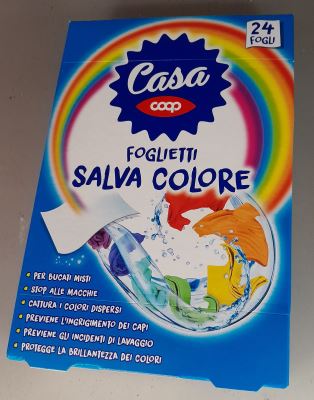 24
FOGLI
Casa
coop
FOGLIETTI
SALVA COLORE
• PER BUCATI MISTI
• STOP ALLE MACCHIE
• CATTURA I COLORI DISPERSI
• PREVIENE L'INGRIGIMENTO DEI CAPI
• PREVIENE GLI INCIDENTI DI LAVAGGIO
• PROTEGGE LA BRILLANTEZZA DEI COLORI